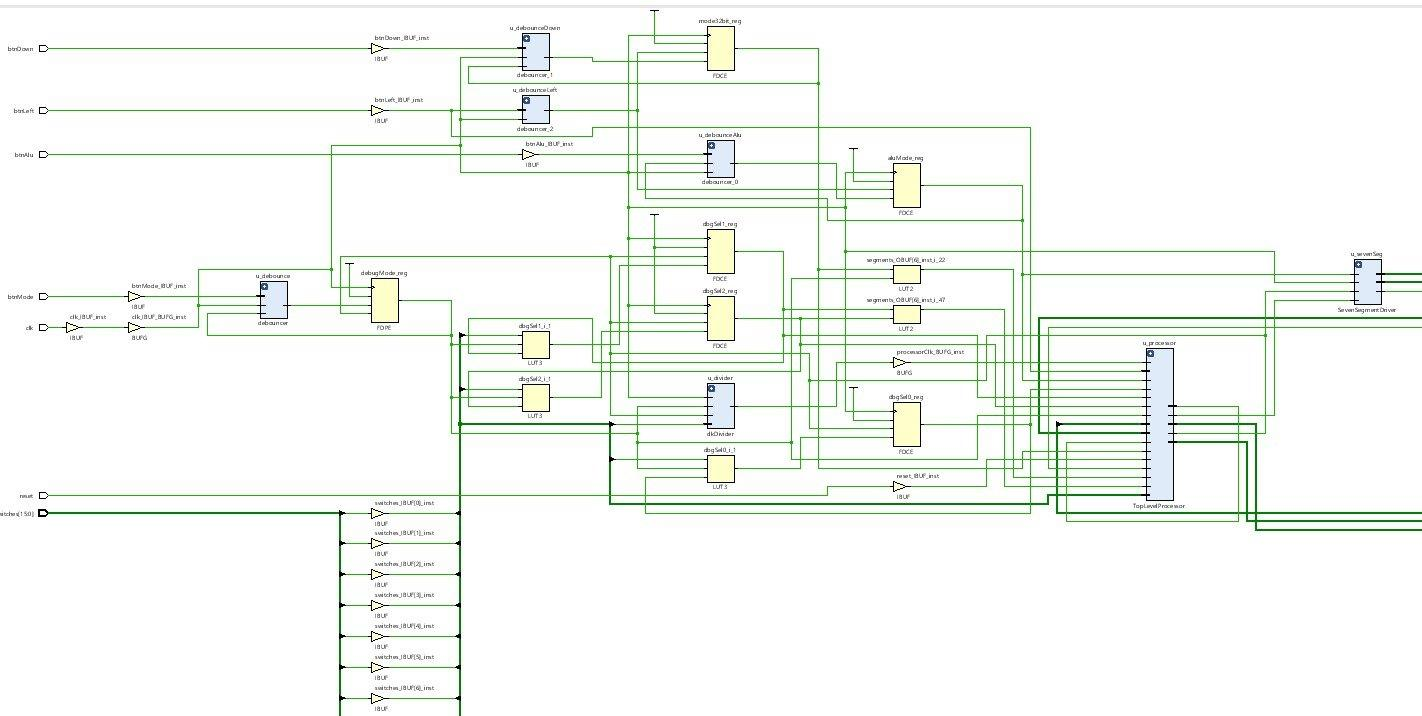 btnDown
btnDown_IBUF_inst
IBUF
u_debounceDown
debouncer_1
mode32bit_reg
FDCE
btnLeft
btnLeft_IBUF_inst
IBUF
u_debounceLeft
debouncer_2
btnAlu
btnAlu_IBUF_inst
IBUF
u_debounceAlu
debouncer_0
aluMode_reg
FDCE
dbgSel1_reg
FDCE
segments_OBUF[6]_inst_i_22
LUT2
u_sevenSeg
SevenSegmentDriver
btnMode
btnMode_IBUF_inst
IBUF
u_debounce
debouncer
debugMode_reg
FDPE
dbgSel2_reg
FDCE
segments_OBUF[6]_inst_i_47
LUT2
clk
clk_IBUF_inst
IBUF
clk_IBUF_BUFG_inst
BUFG
dbgSel1_i_1
LUT3
processorClk_BUFG_inst
BUFG
u_processor
TopLevelProcessor
dbgSel2_i_1
LUT3
u_divider
clkDivider
dbgSel0_reg
FDCE
dbgSel0_i_1
LUT3
reset
reset_IBUF_inst
IBUF
witches[15:0]
switches_IBUF[0]_inst
IBUF
switches_IBUF[1]_inst
IBUF
switches_IBUF[2]_inst
IBUF
switches_IBUF[3]_inst
IBUF
switches_IBUF[4]_inst
IBUF
switches_IBUF[5]_inst
IBUF
switches_IBUF[6]_inst
IBUF